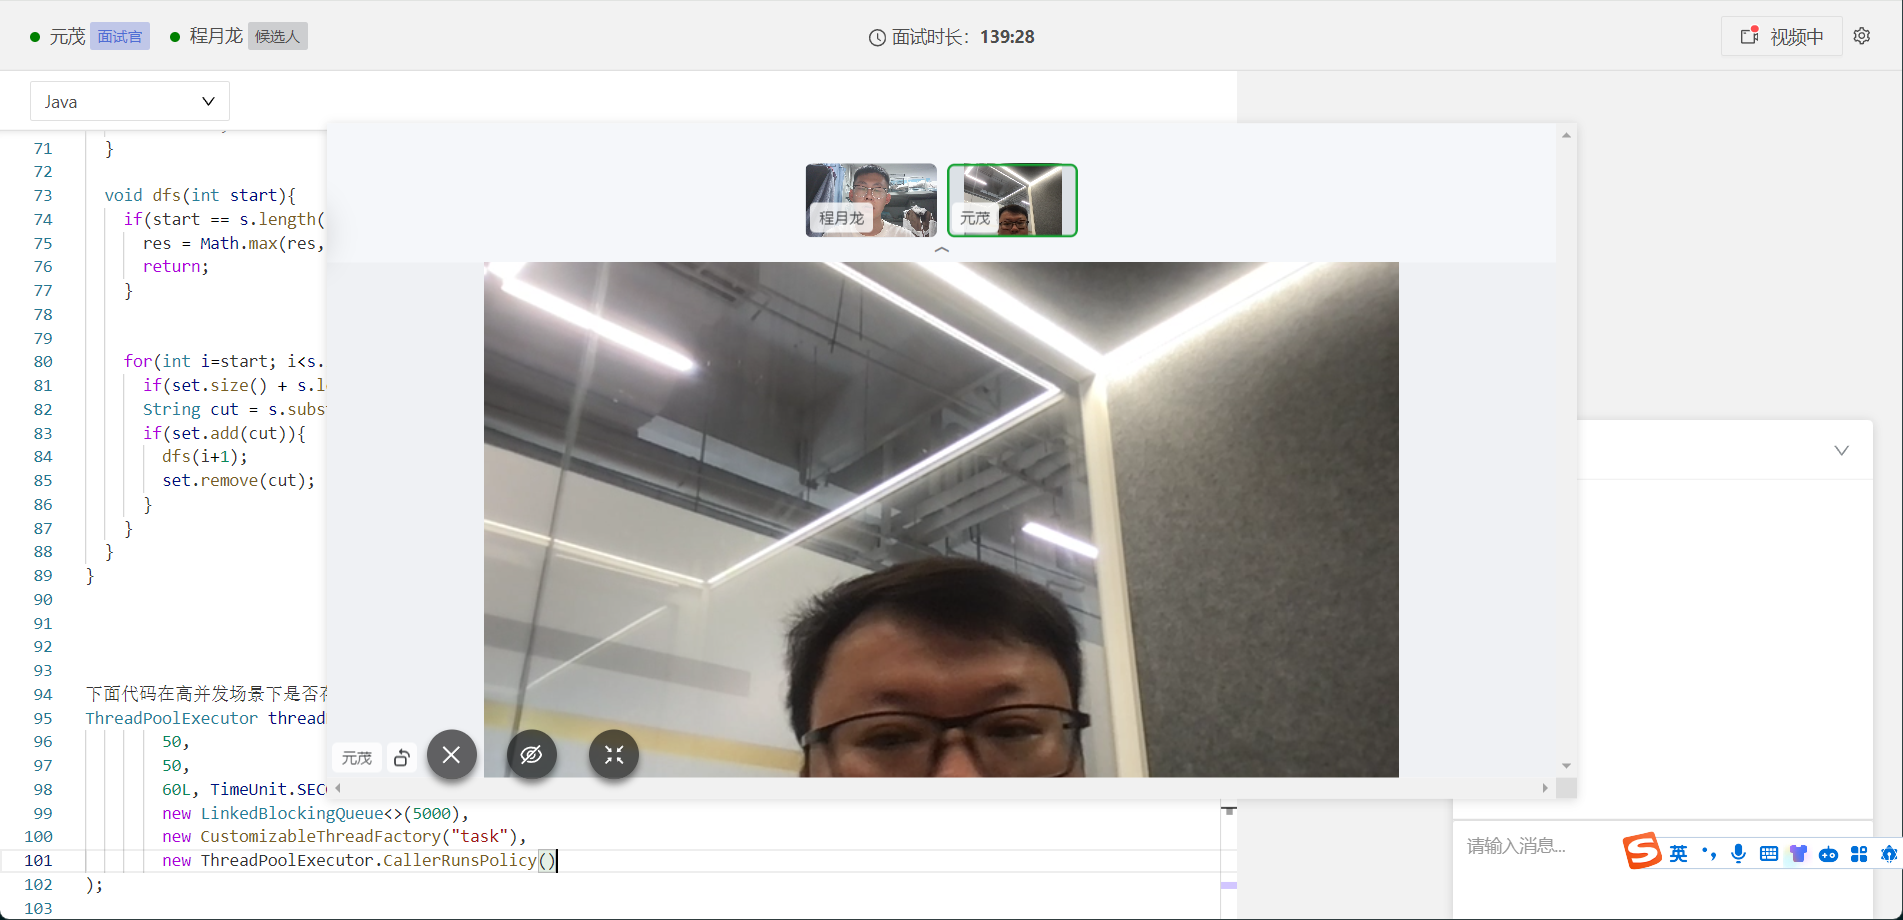 元茂 面试官 程月龙 候选人
面试时长：139:28
视频中
Java
71 }
72
73 void dfs(int start){
74 if(start == s.length(
75 res = Math.max(res,
76 return;
77 }
78
79
80 for(int i=start; i<s.
81 if(set.size() + s.l
82 String cut = s.subs
83 if(set.add(cut)){
84 dfs(i+1);
85 set.remove(cut);
86 }
87 }
88 }
89 }
90
91
92
93
94 下面代码在高并发场景下是否
95 ThreadPoolExecutor thread
96 50,
97 50,
98 60L, TimeUnit.SEC
99 new LinkedBlockingQueue<>(5000),
100 new CustomizableThreadFactory("task"),
101 new ThreadPoolExecutor.CallerRunsPolicy()
102 );
103
程月龙
元茂
元茂
请输入消息...
S 英